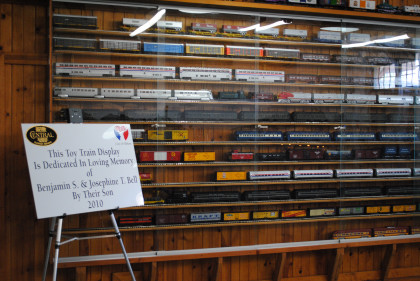 CENTRAL
This Toy Train Display
Is Dedicated In Loving Memory
of
Benjamin S. & Josephine T. Bell
By Their Son
2010